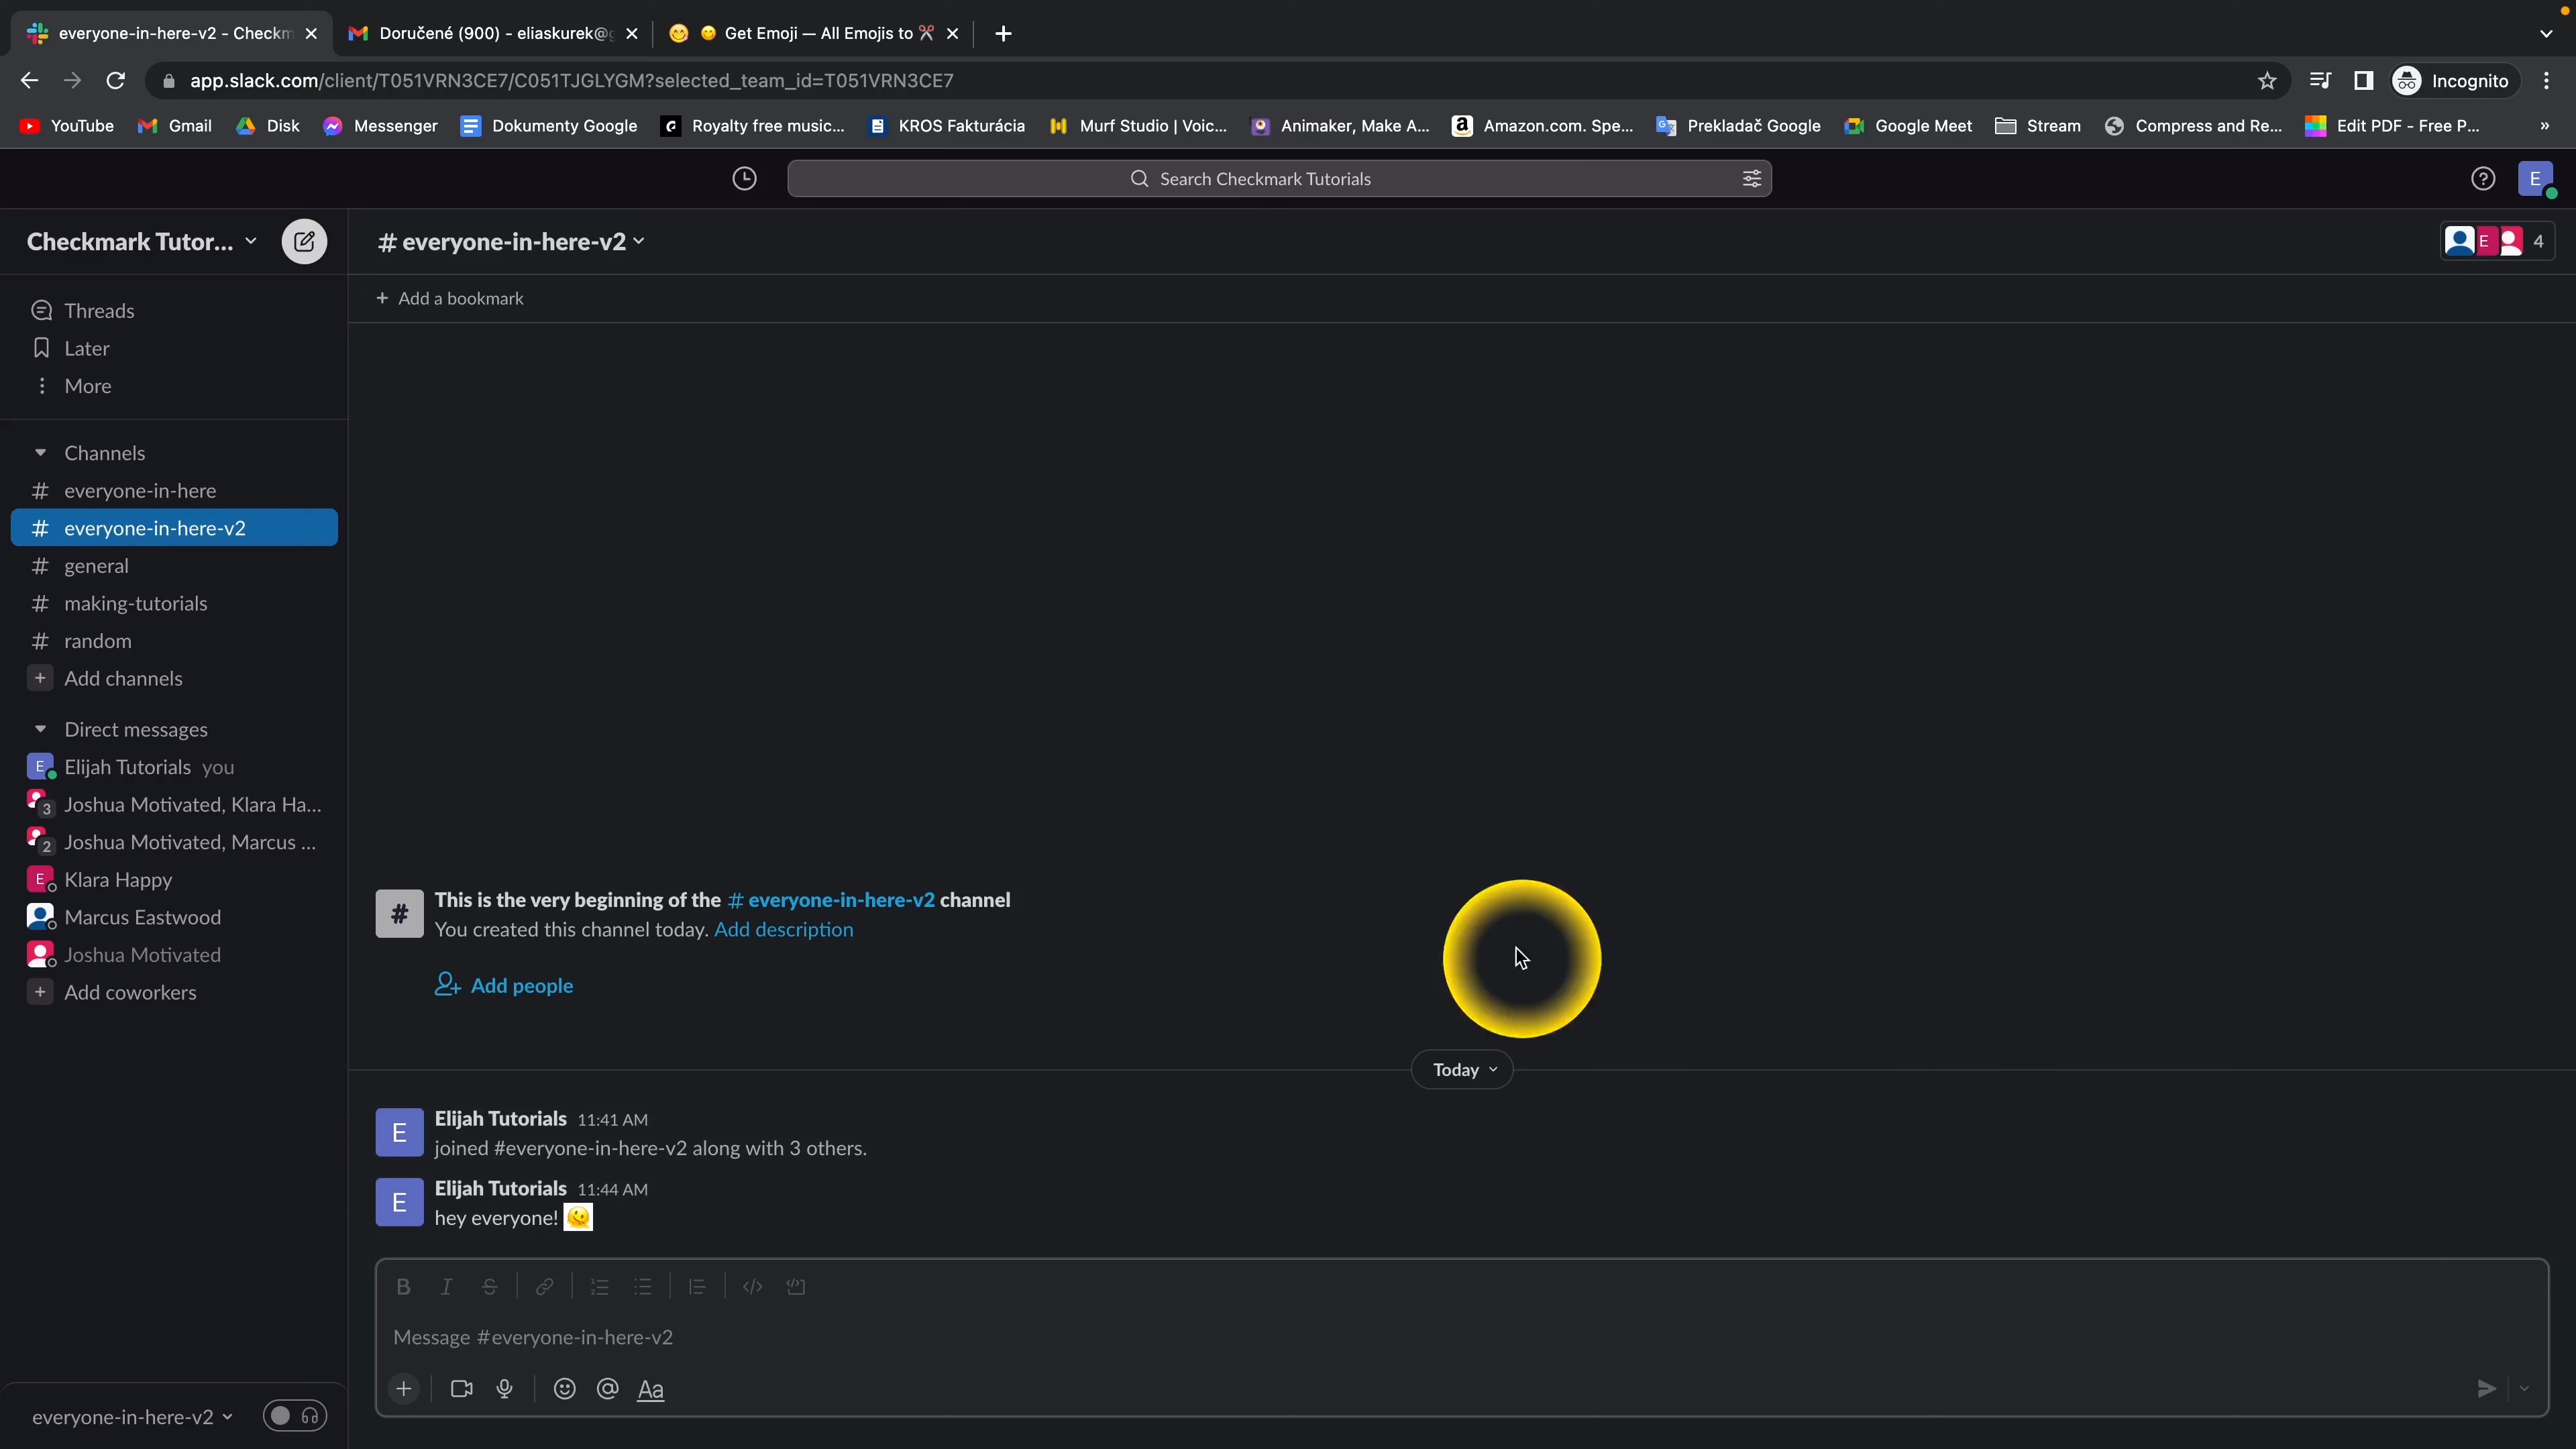 everyone-in-here-v2 - Checkm
Doručené (900) - eliaskurek@g
Get Emoji — All Emojis to
app.slack.com/client/T051VRN3CE7/C051TJGLYGM?selected_team_id=T051VRN3CE7
Incognito
YouTube
Gmail
Disk
Messenger
Dokumenty Google
Royalty free music...
KROS Fakturácia
Murf Studio | Voic...
Animaker, Make A...
Amazon.com. Spe...
Prekladač Google
Google Meet
Stream
Compress and Re...
Edit PDF - Free P...
»
Search Checkmark Tutorials
E
Checkmark Tutor...
# everyone-in-here-v2
E
4
+ Add a bookmark
Threads
Later
More
Channels
# everyone-in-here
# everyone-in-here-v2
# general
# making-tutorials
# random
+ Add channels
Direct messages
E Elijah Tutorials you
3 Joshua Motivated, Klara Ha...
2 Joshua Motivated, Marcus ...
E Klara Happy
Marcus Eastwood
Joshua Motivated
+ Add coworkers
# This is the very beginning of the # everyone-in-here-v2 channel
You created this channel today. Add description
Add people
Today
E Elijah Tutorials 11:41 AM
joined #everyone-in-here-v2 along with 3 others.
E Elijah Tutorials 11:44 AM
hey everyone!
B I S
Message #everyone-in-here-v2
+ @ Aa
everyone-in-here-v2